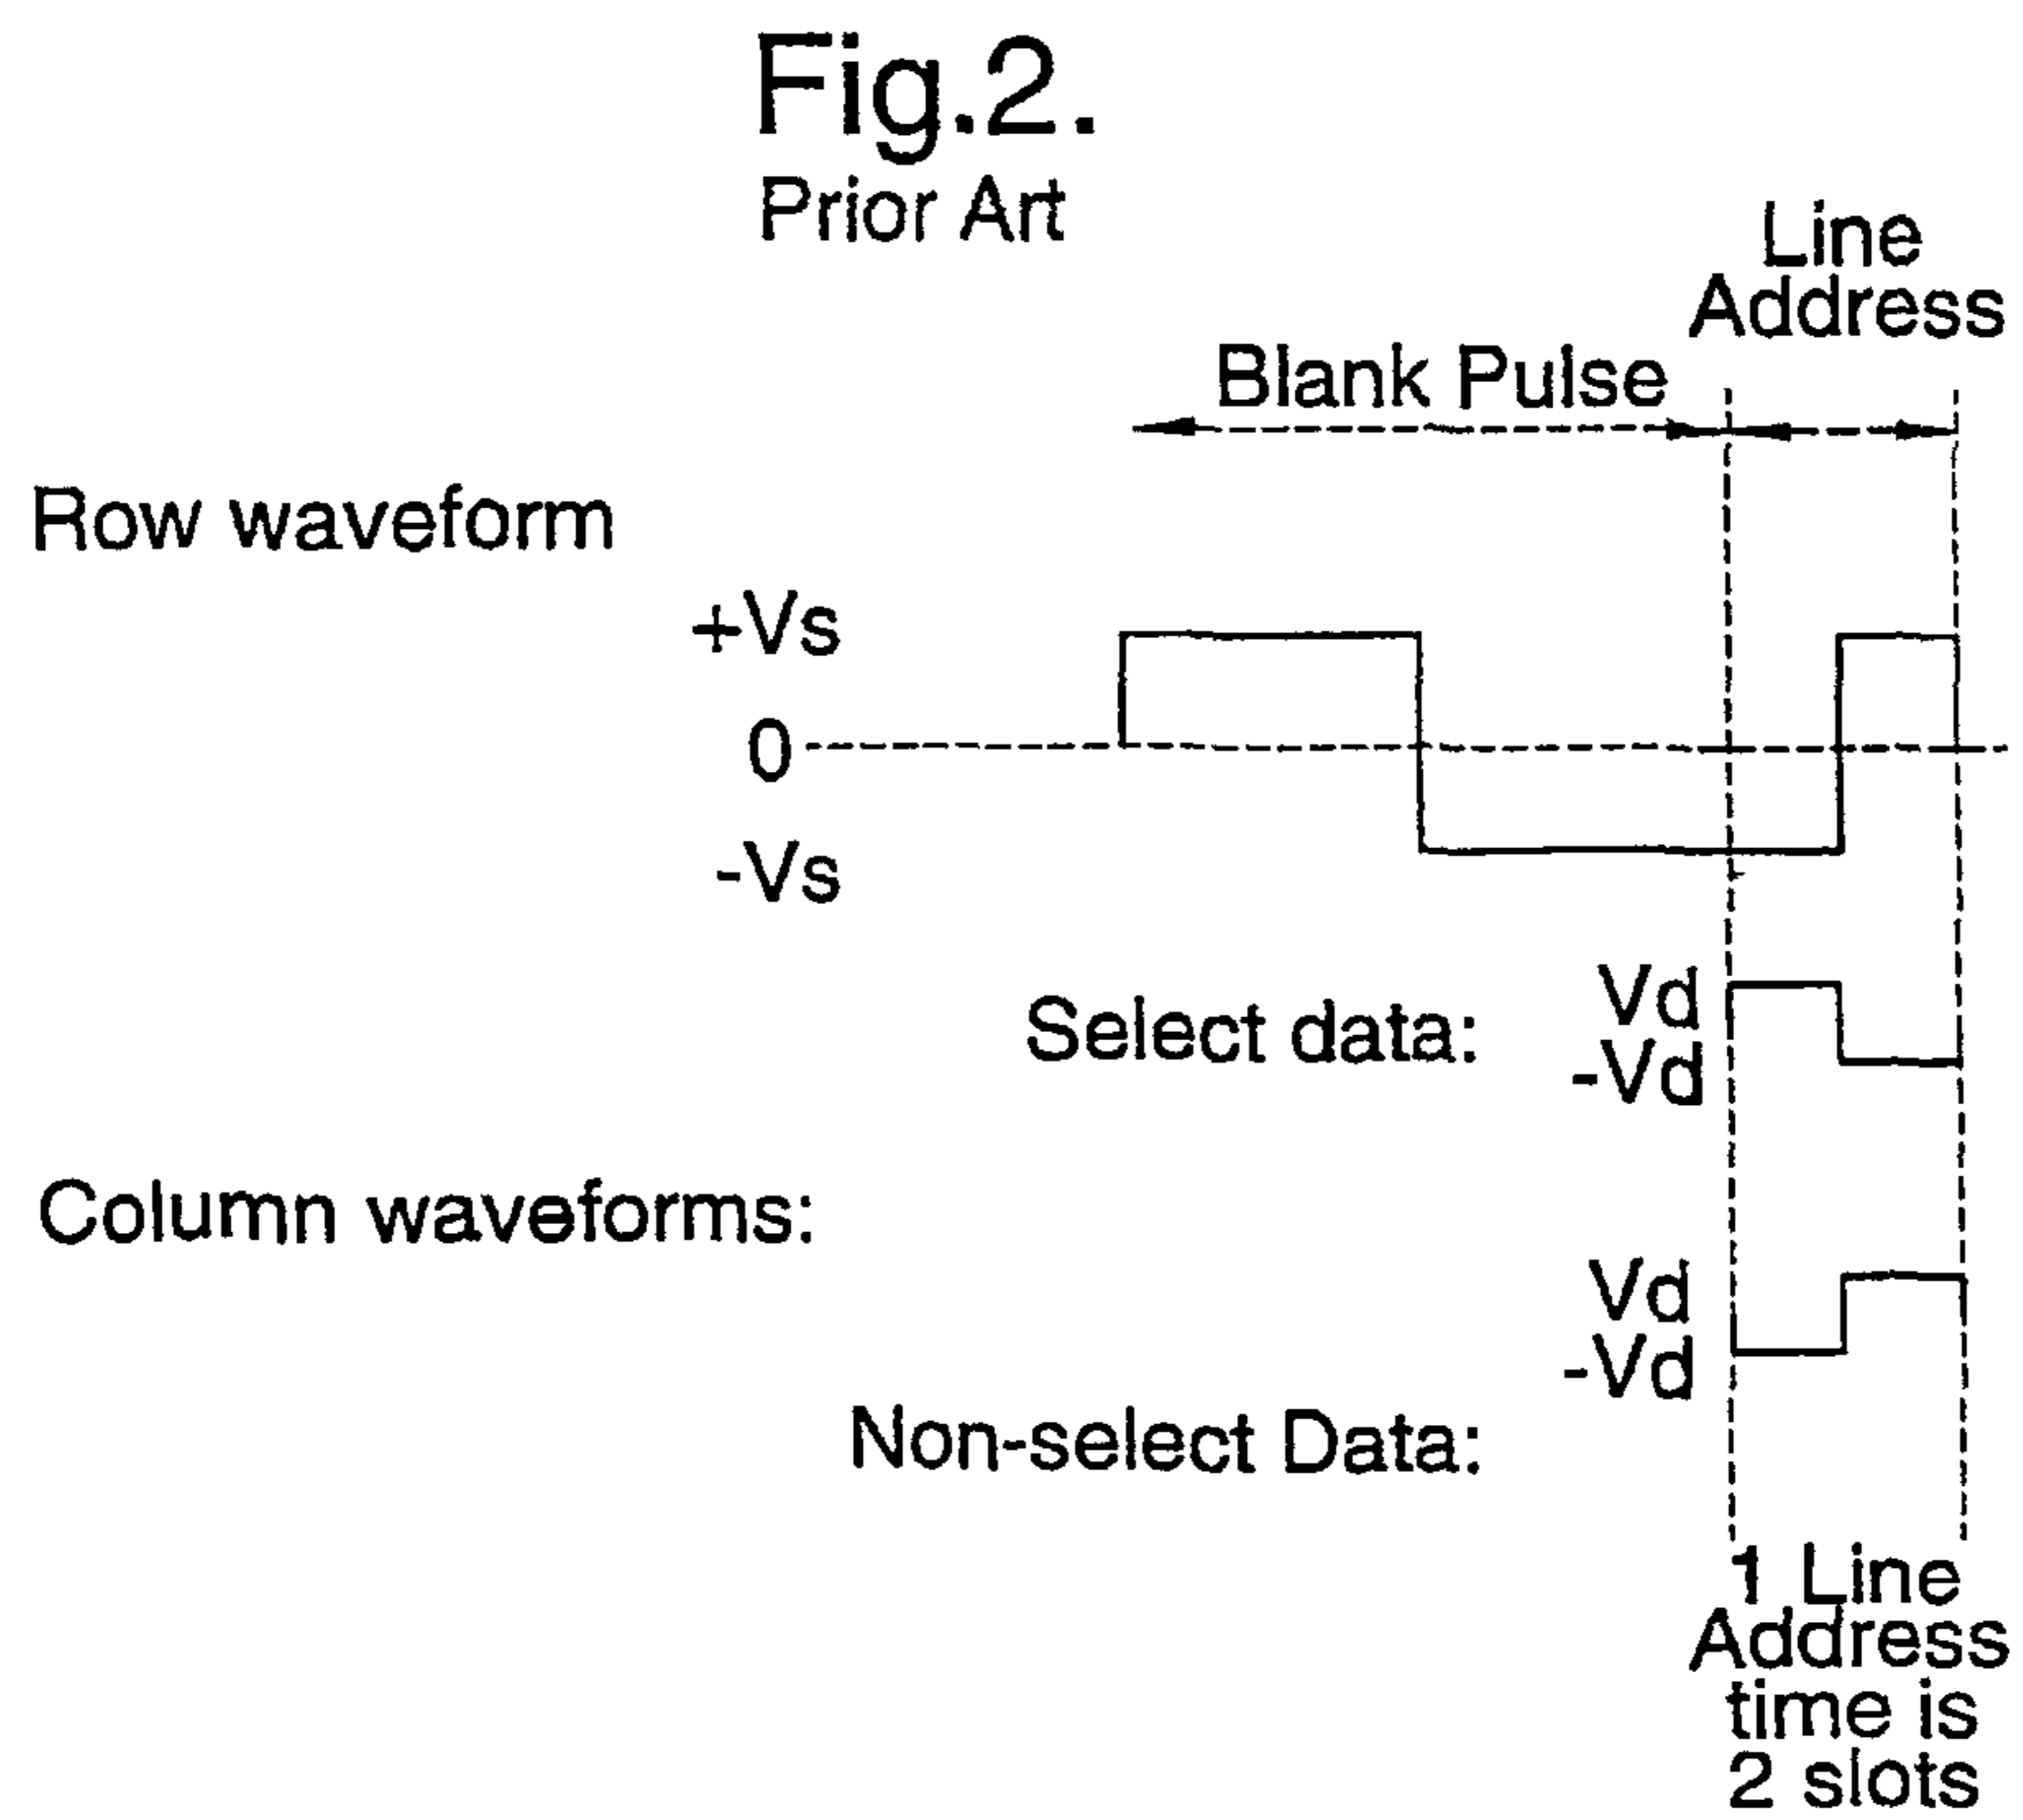 Fig.2.
Prior Art
Line
Address
Blank Pulse
Row waveform
+Vs
0
-Vs
Select data:
Vd
-Vd
Column waveforms:
Vd
-Vd
Non-select Data:
1 Line
Address
time is
2 slots